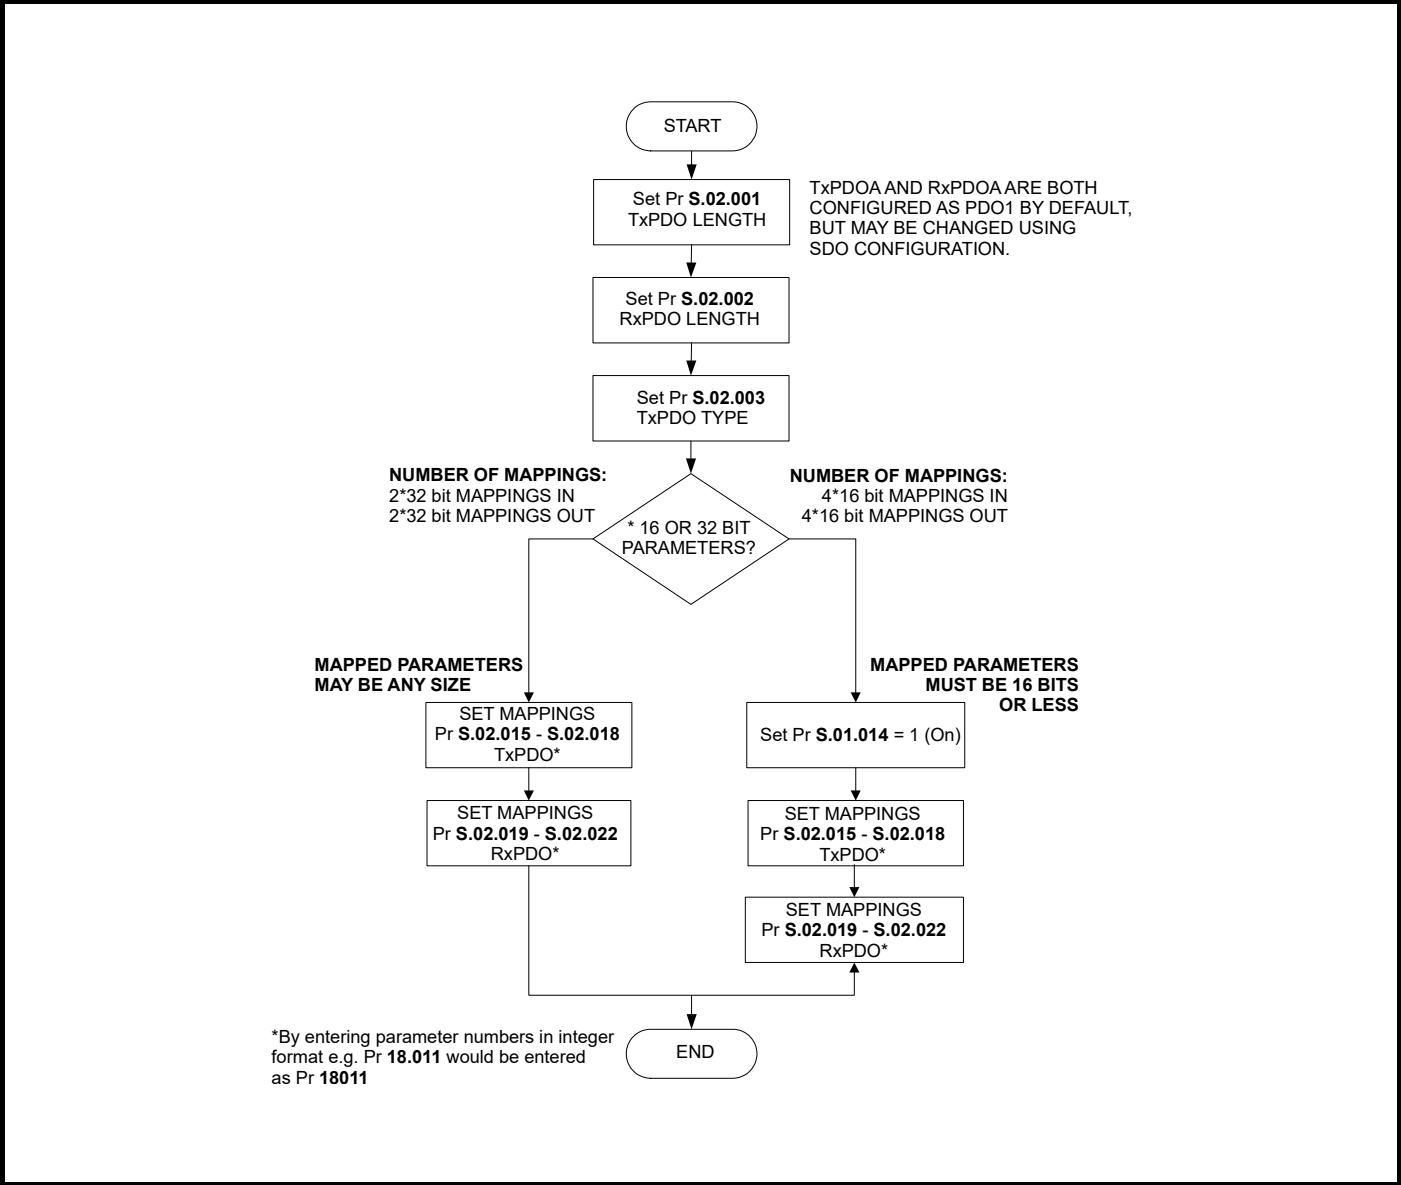 START
Set Pr S.02.001
TxPDO LENGTH
TxPDOA AND RxPDOA ARE BOTH
CONFIGURED AS PDO1 BY DEFAULT,
BUT MAY BE CHANGED USING
SDO CONFIGURATION.
Set Pr S.02.002
RxPDO LENGTH
Set Pr S.02.003
TxPDO TYPE
NUMBER OF MAPPINGS:
2*32 bit MAPPINGS IN
2*32 bit MAPPINGS OUT
NUMBER OF MAPPINGS:
4*16 bit MAPPINGS IN
4*16 bit MAPPINGS OUT
* 16 OR 32 BIT
PARAMETERS?
MAPPED PARAMETERS
MAY BE ANY SIZE
MAPPED PARAMETERS
MUST BE 16 BITS
OR LESS
SET MAPPINGS
Pr S.02.015 - S.02.018
TxPDO*
Set Pr S.01.014 = 1 (On)
SET MAPPINGS
Pr S.02.019 - S.02.022
RxPDO*
SET MAPPINGS
Pr S.02.015 - S.02.018
TxPDO*
SET MAPPINGS
Pr S.02.019 - S.02.022
RxPDO*
*By entering parameter numbers in integer
format e.g. Pr 18.011 would be entered
as Pr 18011
END